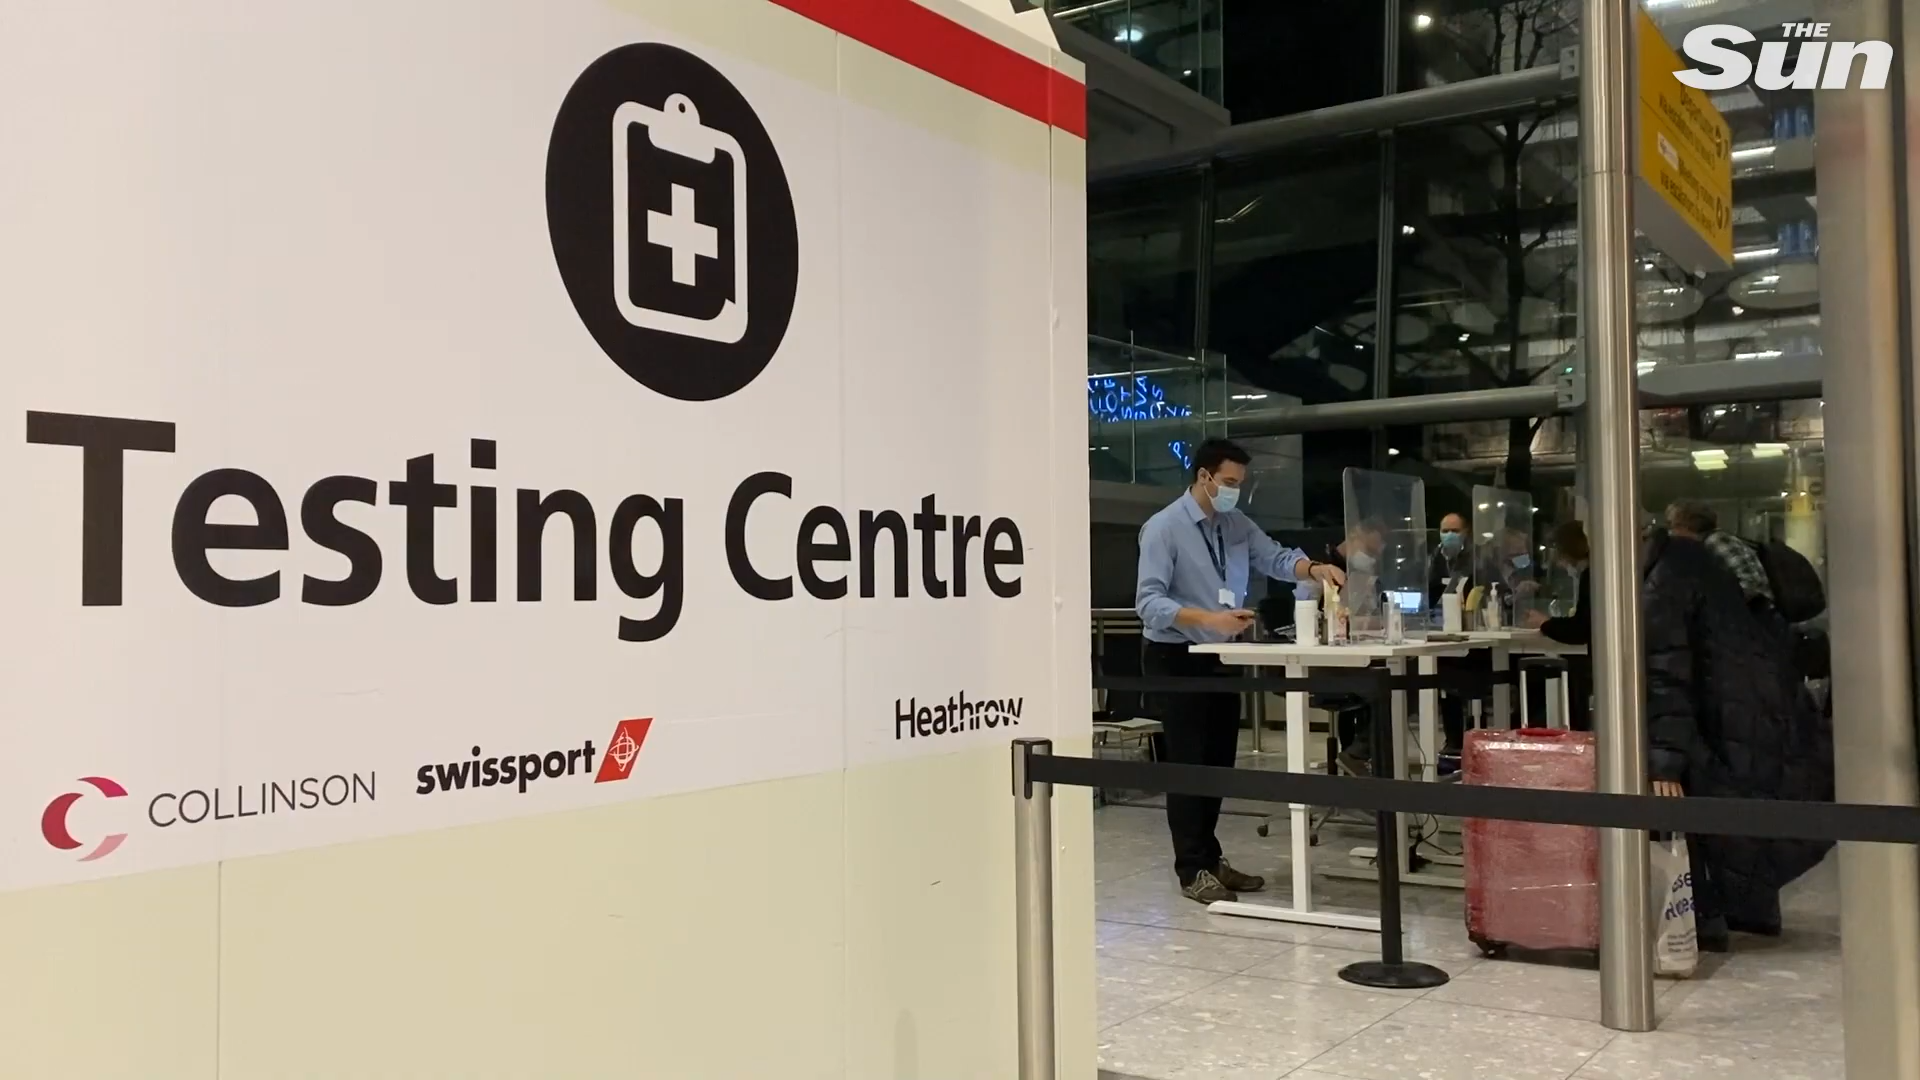 THE
Sun
Testing Centre
Heathrow
swissport
COLLINSON